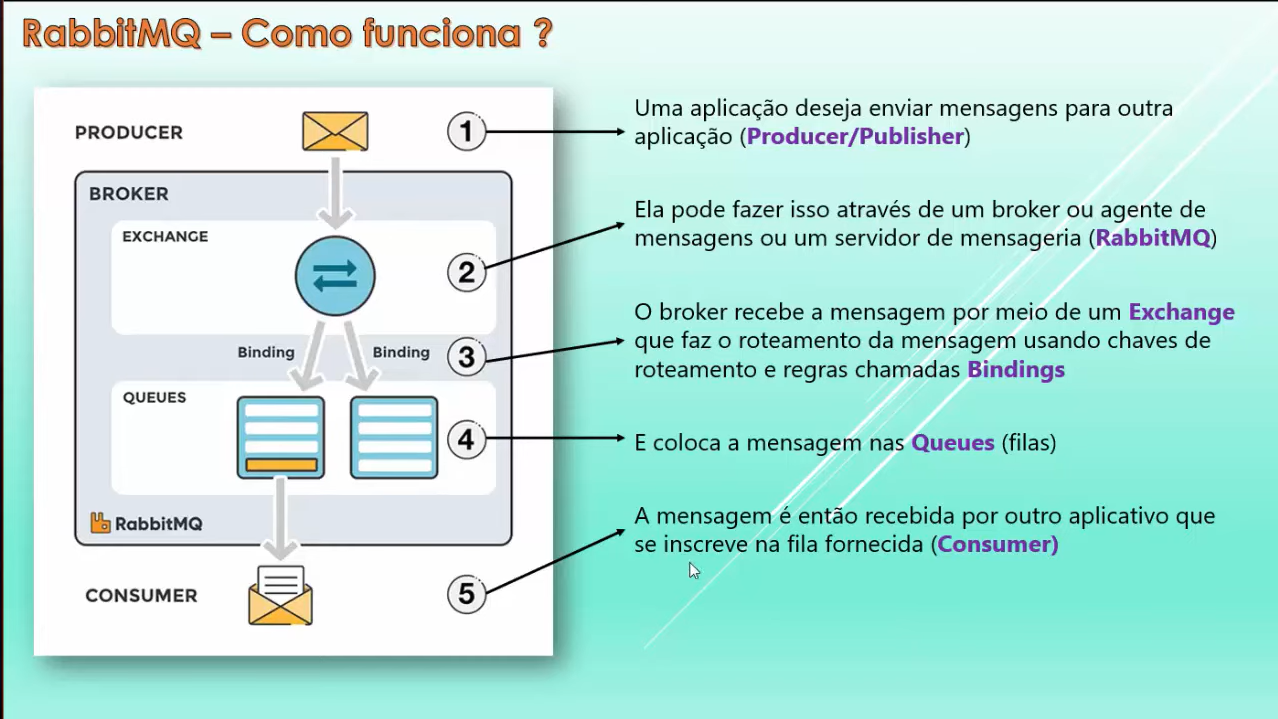 RabbitMQ – Como funciona ?
PRODUCER
1
BROKER
EXCHANGE
2
Binding
Binding
3
QUEUES
4
RabbitMQ
CONSUMER
5
Uma aplicação deseja enviar mensagens para outra
aplicação (Producer/Publisher)
Ela pode fazer isso através de um broker ou agente de
mensagens ou um servidor de mensageria (RabbitMQ)
O broker recebe a mensagem por meio de um Exchange
que faz o roteamento da mensagem usando chaves de
roteamento e regras chamadas Bindings
E coloca a mensagem nas Queues (filas)
A mensagem é então recebida por outro aplicativo que
se inscreve na fila fornecida (Consumer)